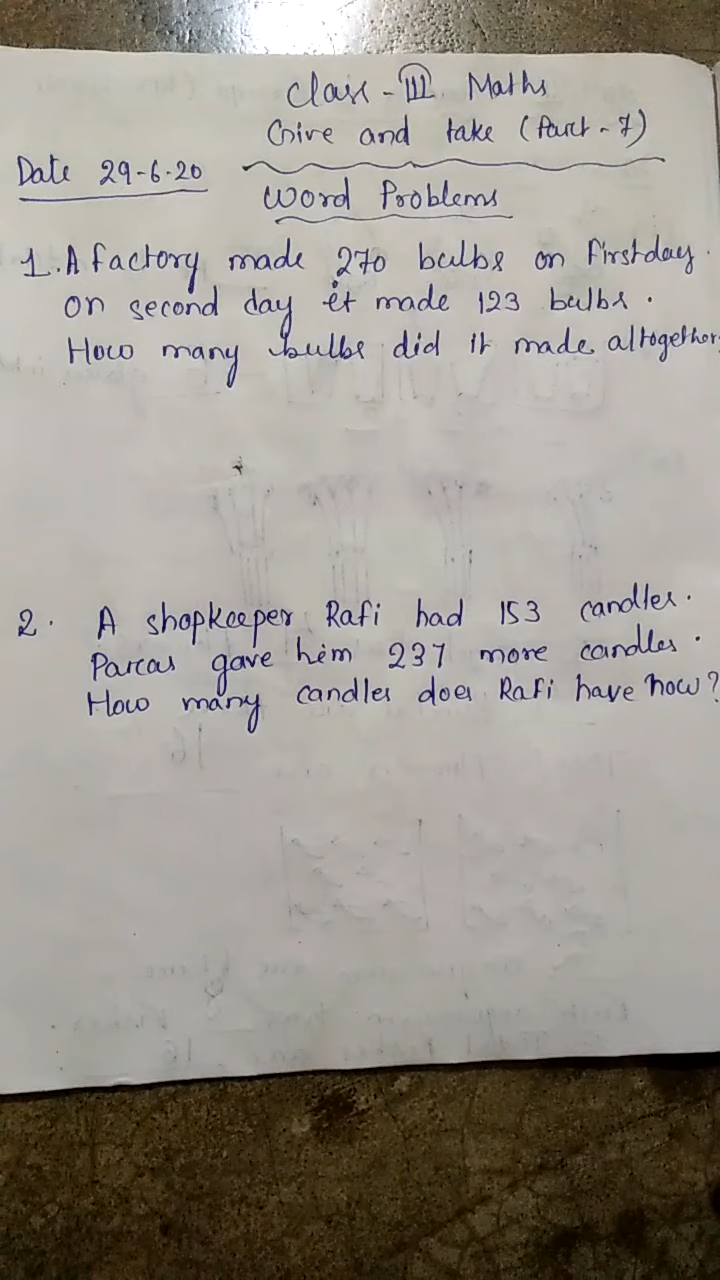 Class - III Maths
Give and take (Part - 7)
Date 29-6-20
Word Problems
1. A factory made 270 bulbs on first day.
on second day it made 123 bulbs.
How many bulbs did it made altogether
2. A shopkeeper Rafi had 153 candles.
Paras gave him 237 more candles.
How many candles does Rafi have now?